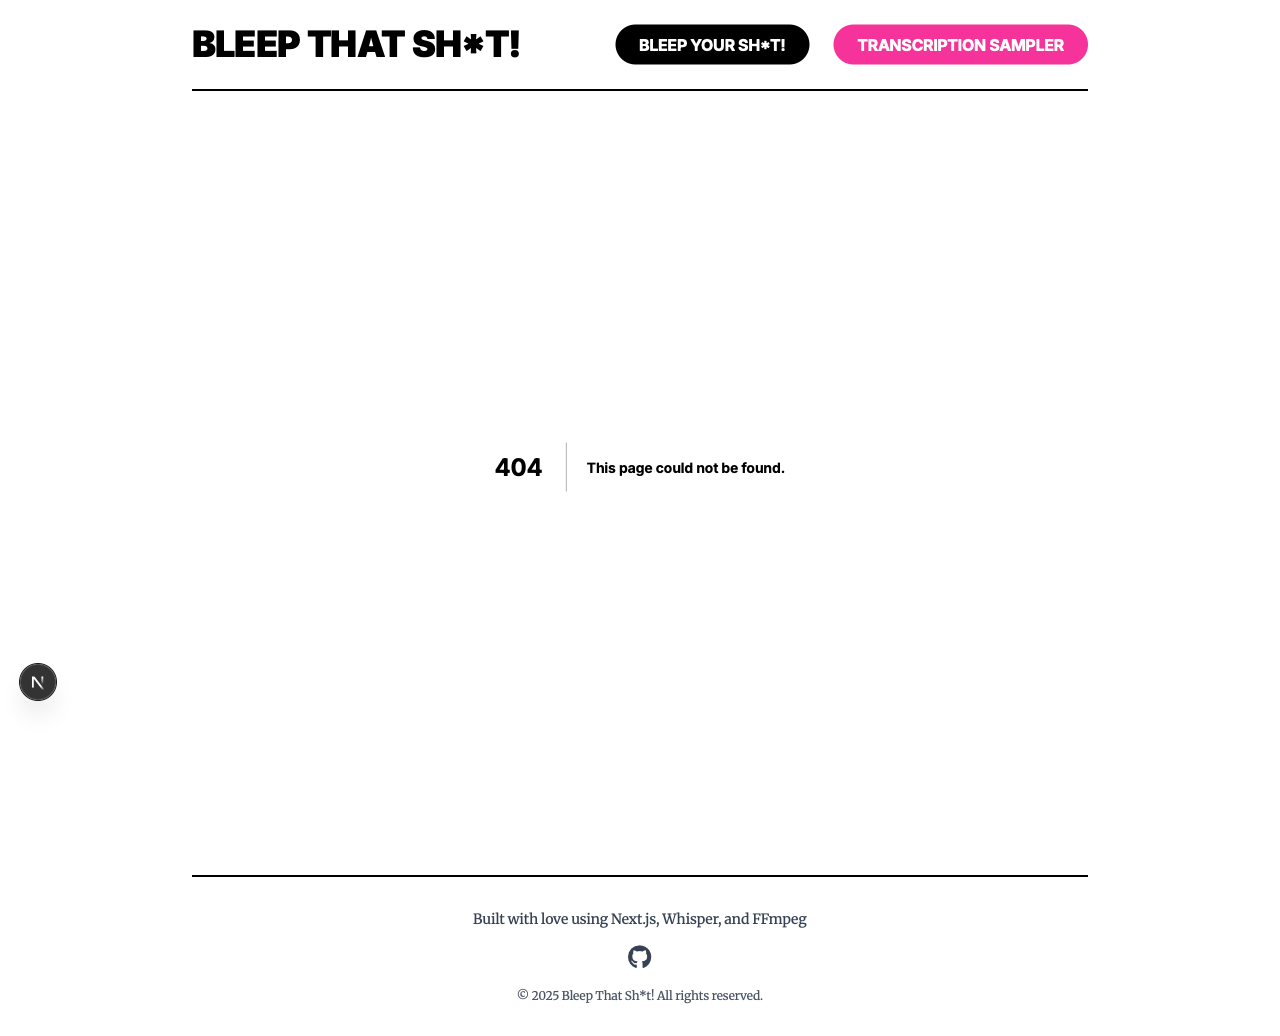 BLEEP THAT SH*T!
BLEEP YOUR SH*T!
TRANSCRIPTION SAMPLER
404
This page could not be found.
N
Built with love using Next.js, Whisper, and FFmpeg
© 2025 Bleep That Sh*t! All rights reserved.